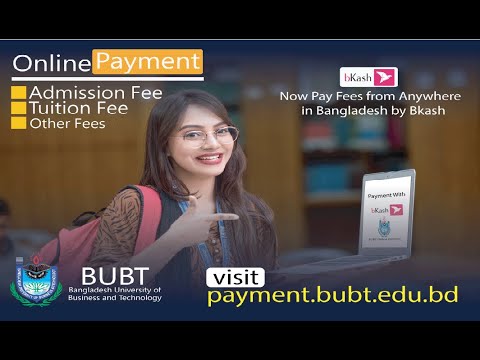 Online Payment
Admission Fee
Tuition Fee
Other Fees
bKash
Now Pay Fees from Anywhere
in Bangladesh by Bkash
Payment With
bKash
BUBT
Bangladesh University of
Business and Technology
visit
payment.bubt.edu.bd